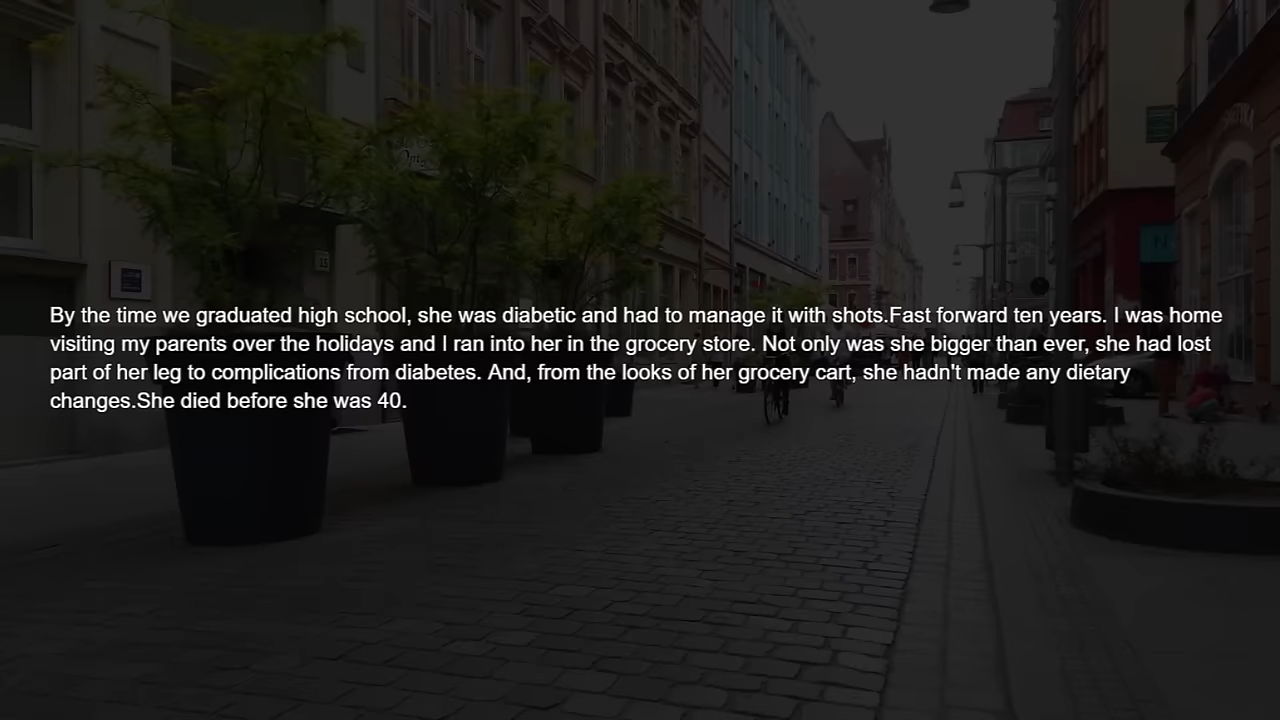 By the time we graduated high school, she was diabetic and had to manage it with shots.Fast forward ten years. I was home
visiting my parents over the holidays and I ran into her in the grocery store. Not only was she bigger than ever, she had lost
part of her leg to complications from diabetes. And, from the looks of her grocery cart, she hadn't made any dietary
changes.She died before she was 40.
15
N